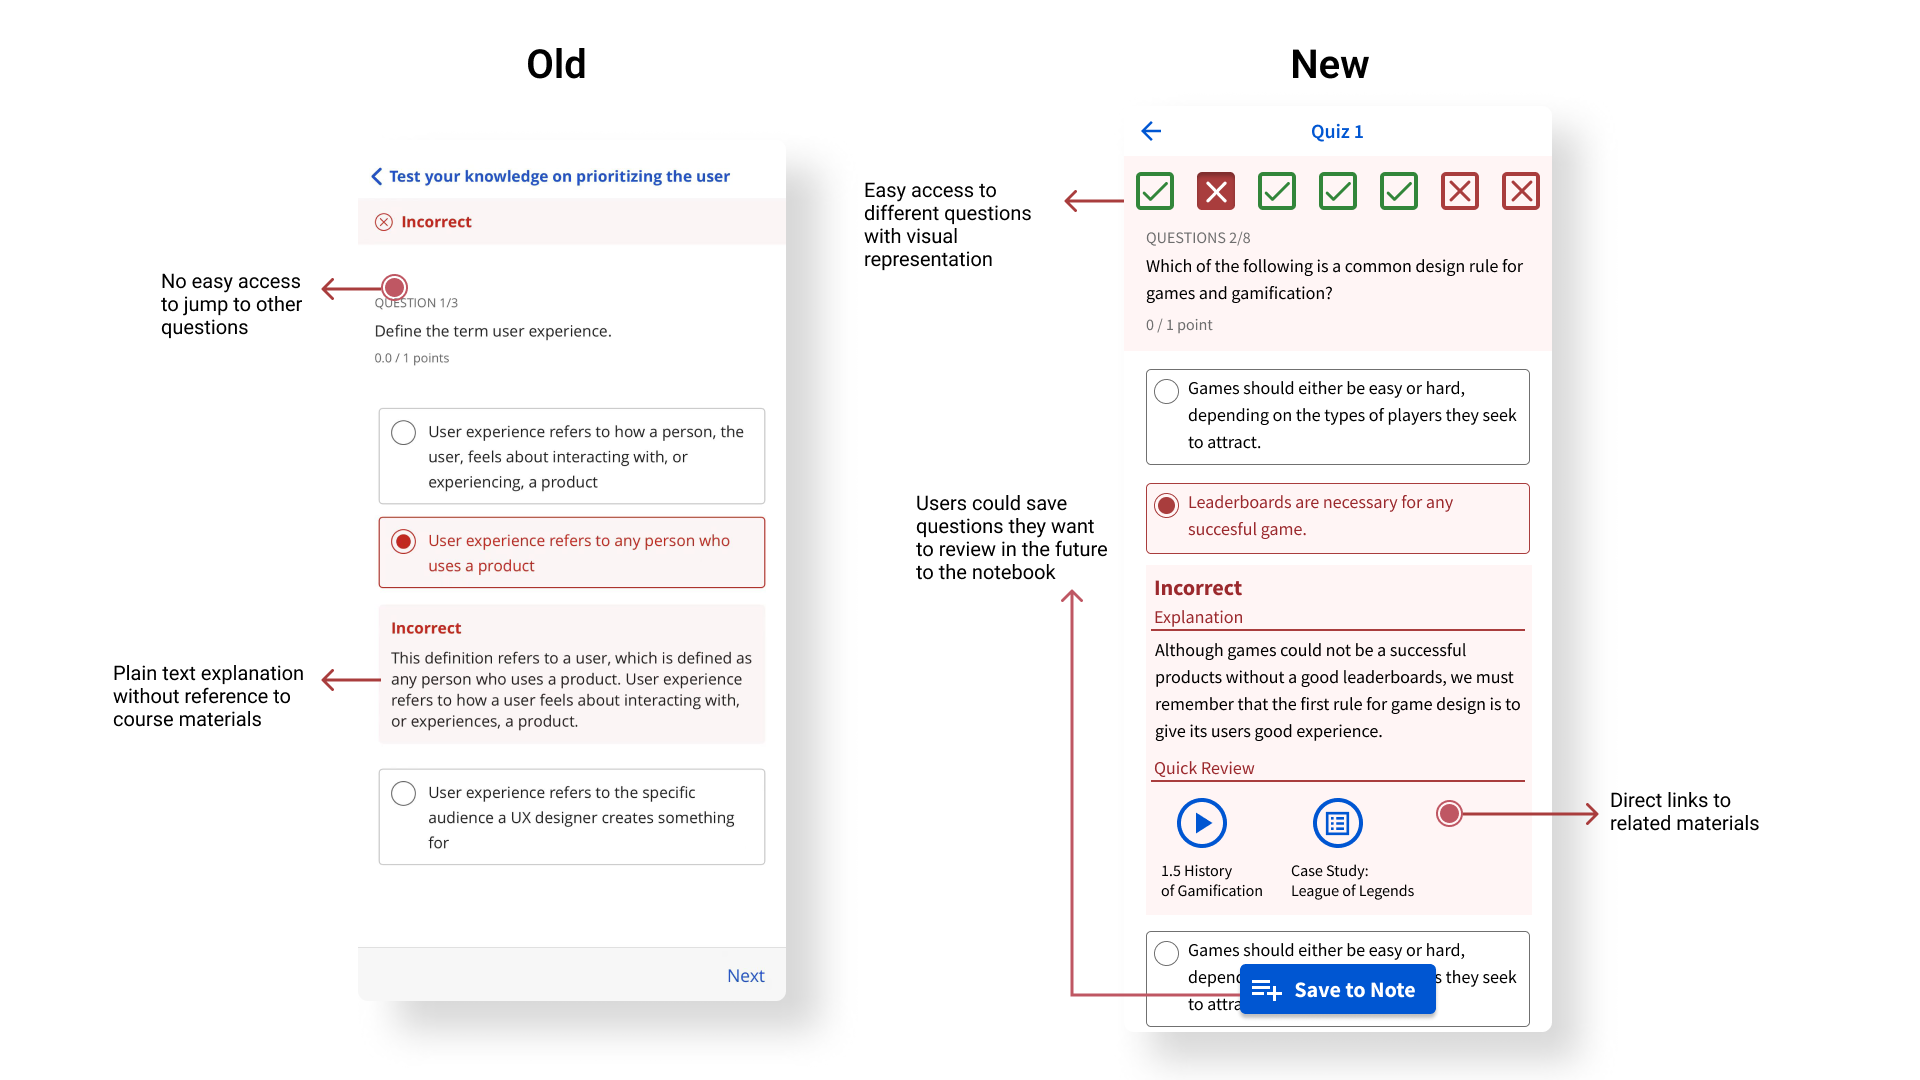 Old
Test your knowledge on prioritizing the user
Incorrect
No easy access
to jump to other
questions
QUESTION 1/3
Define the term user experience.
0.0 / 1 points
User experience refers to how a person, the
user, feels about interacting with, or
experiencing, a product
User experience refers to any person who
uses a product
Incorrect
This definition refers to a user, which is defined as
any person who uses a product. User experience
refers to how a user feels about interacting with,
or experiences, a product.
Plain text explanation
without reference to
course materials
User experience refers to the specific
audience a UX designer creates something
for
Next
New
Quiz 1
Easy access to
different questions
with visual
representation
QUESTIONS 2/8
Which of the following is a common design rule for
games and gamification?
0 / 1 point
Games should either be easy or hard,
depending on the types of players they seek
to attract.
Users could save
questions they want
to review in the future
to the notebook
Leaderboards are necessary for any
succesful game.
Incorrect
Explanation
Although games could not be a successful
products without a good leaderboards, we must
remember that the first rule for game design is to
give its users good experience.
Quick Review
1.5 History
of Gamification
Case Study:
League of Legends
Direct links to
related materials
Games should either be easy or hard,
depen s they seek
to attra
Save to Note